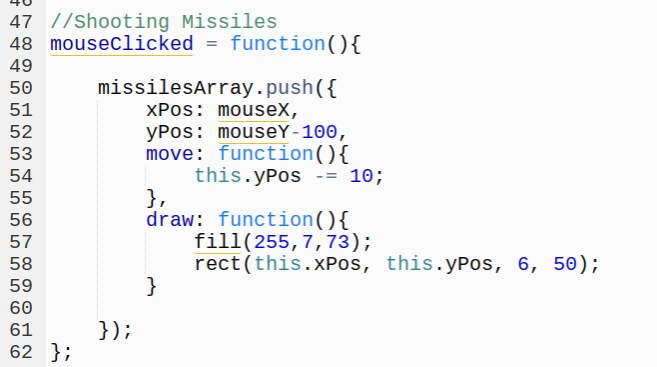 46
47 //Shooting Missiles
48 mouseClicked = function(){
49
50 missilesArray.push({
51 xPos: mouseX,
52 yPos: mouseY-100,
53 move: function(){
54 this.yPos -= 10;
55 },
56 draw: function(){
57 fill(255,7,73);
58 rect(this.xPos, this.yPos, 6, 50);
59 }
60
61 });
62 };